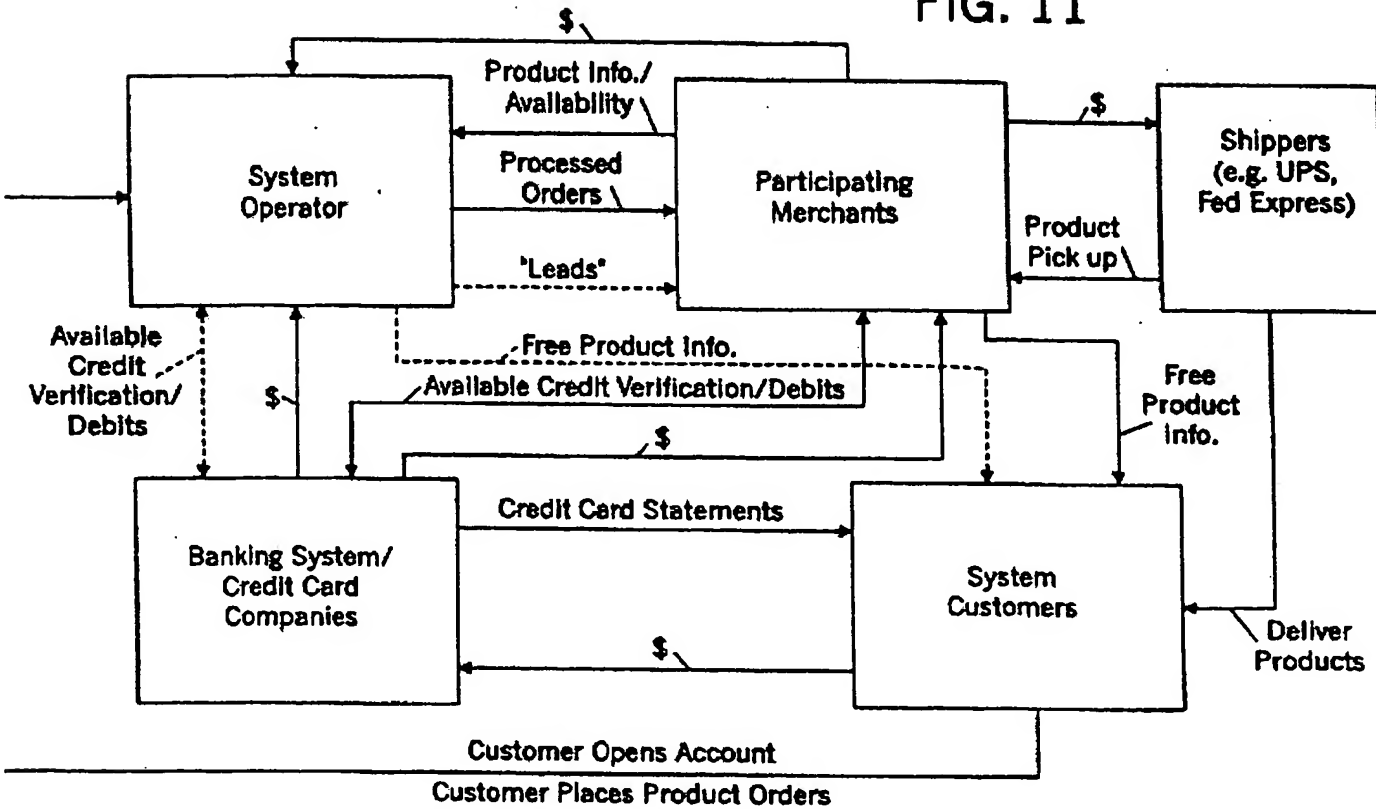 FIG. 11
$
Product Info./
Availability
$
Shippers
(e.g. UPS,
Fed Express)
System
Operator
Processed
Orders
Participating
Merchants
Product
Pick up
"Leads"
Available
Credit
Verification/
Debits
$
Free Product Info.
Available Credit Verification/Debits
$
Free
Product
Info.
Credit Card Statements
Banking System/
Credit Card
Companies
System
Customers
$
Deliver
Products
Customer Opens Account
Customer Places Product Orders